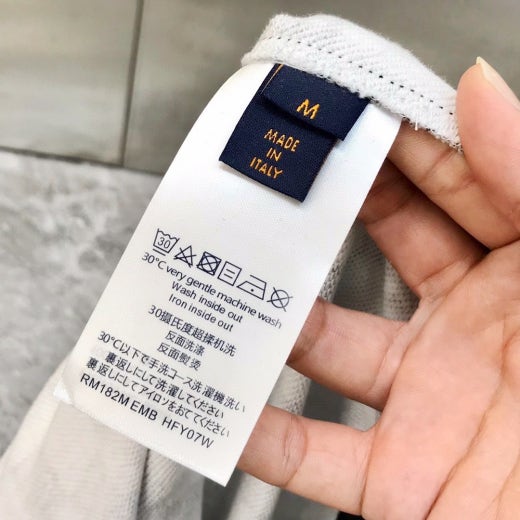 M
MADE
IN
ITALY
30
30°C very gentle machine wash
Wash inside out
Iron inside out
30攝氏度超揉机洗
反面洗涤
反面熨烫
30℃以下で手洗コース洗濯機洗い
裏返しにして洗濯してください
裏返しにしてアイロンをおててください
RM182M EMB HFY07W